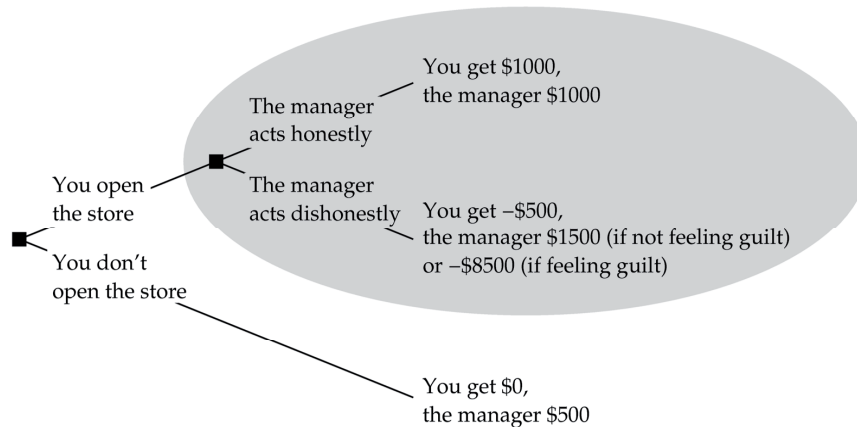 You get $1000,
the manager $1000
The manager
acts honestly
You open
the store
The manager
acts dishonestly
You get –$500,
the manager $1500 (if not feeling guilt)
or –$8500 (if feeling guilt)
You don’t
open the store
You get $0,
the manager $500